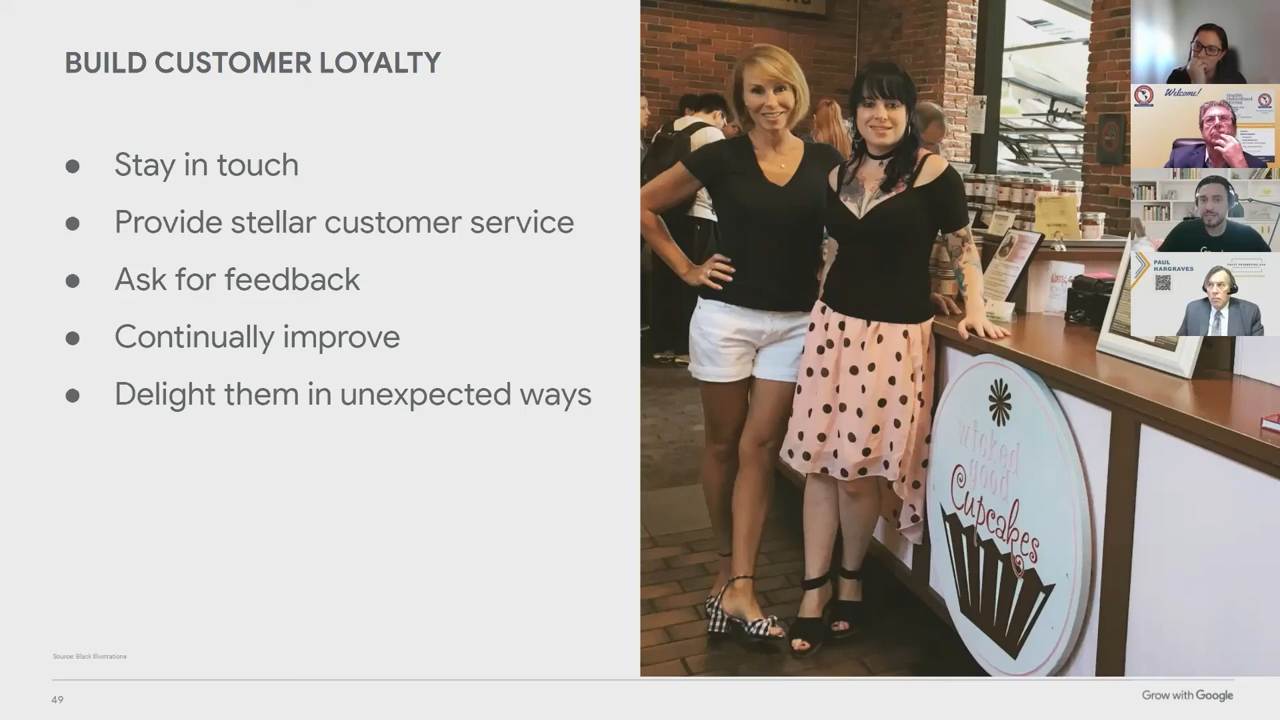 BUILD CUSTOMER LOYALTY
● Stay in touch
● Provide stellar customer service
● Ask for feedback
● Continually improve
● Delight them in unexpected ways
Source: Black Illustrations
49
Grow with Google
wicked
good
Cupcakes
Welcome!
PAUL
HARGRAVES